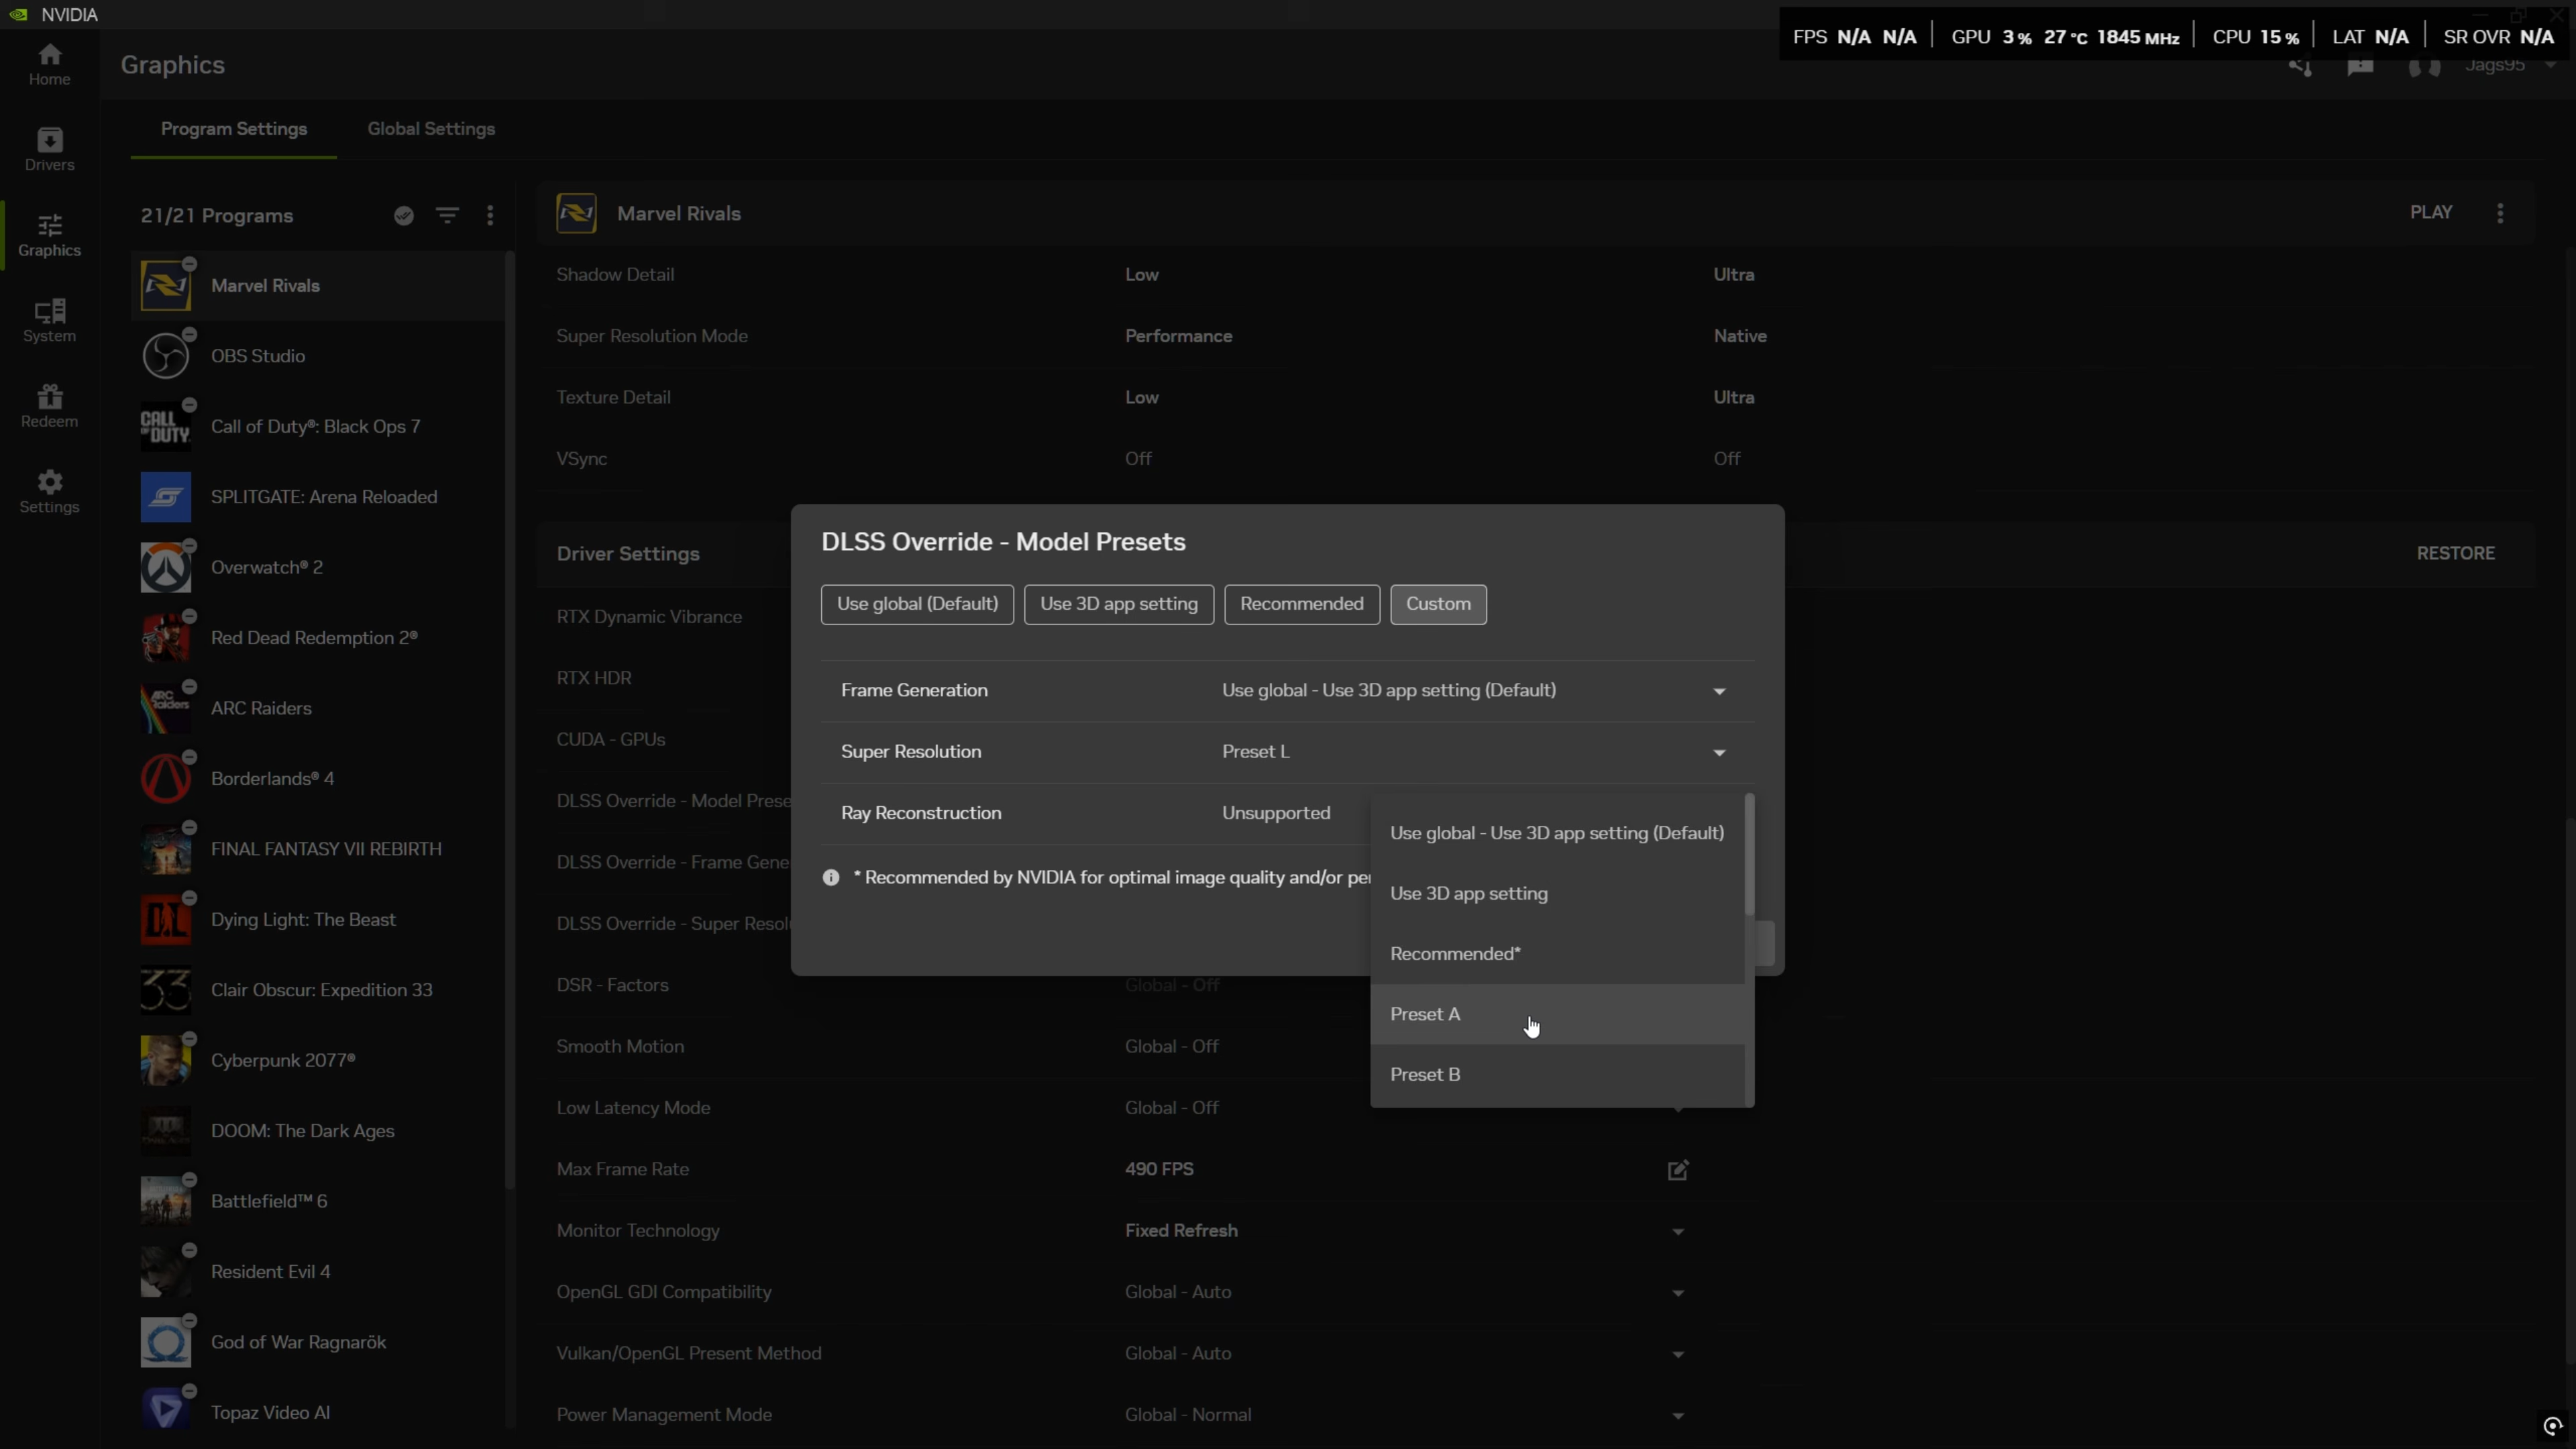 NVIDIA
FPS N/A N/A GPU 3 % 27 °C 1845 MHz CPU 15 % LAT N/A SR OVR N/A
Home
Graphics
Jags95
Program Settings
Global Settings
Drivers
21/21 Programs
Marvel Rivals
PLAY
Graphics
Marvel Rivals
Shadow Detail Low Ultra
System
OBS Studio
Super Resolution Mode Performance Native
Redeem
Call of Duty®: Black Ops 7
Texture Detail Low Ultra
VSync Off Off
Settings
SPLITGATE: Arena Reloaded
Overwatch® 2
Red Dead Redemption 2®
ARC Raiders
Borderlands® 4
FINAL FANTASY VII REBIRTH
Dying Light: The Beast
Clair Obscur: Expedition 33
Cyberpunk 2077®
DOOM: The Dark Ages
Battlefield™ 6
Resident Evil 4
God of War Ragnarök
Topaz Video AI
Driver Settings
RESTORE
RTX Dynamic Vibrance
RTX HDR
CUDA - GPUs
DLSS Override - Model Prese
DLSS Override - Frame Gene
DLSS Override - Super Resol
DSR - Factors Global - Off
Smooth Motion Global - Off
Low Latency Mode Global - Off
Max Frame Rate 490 FPS
Monitor Technology Fixed Refresh
OpenGL GDI Compatibility Global - Auto
Vulkan/OpenGL Present Method Global - Auto
Power Management Mode Global - Normal
DLSS Override - Model Presets
Use global (Default)
Use 3D app setting
Recommended
Custom
Frame Generation Use global - Use 3D app setting (Default)
Super Resolution Preset L
Ray Reconstruction Unsupported
* Recommended by NVIDIA for optimal image quality and/or pe
Use global - Use 3D app setting (Default)
Use 3D app setting
Recommended*
Preset A
Preset B